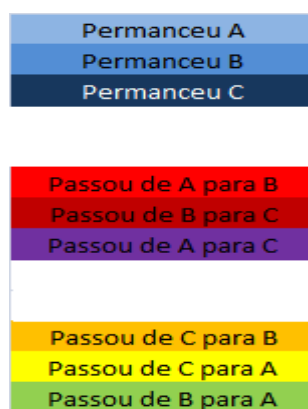 Permanceu A
Permanceu B
Permanceu C
Passou de A para B
Passou de B para C
Passou de A para C
Passou de C para B
Passou de C para A
Passou de B para A